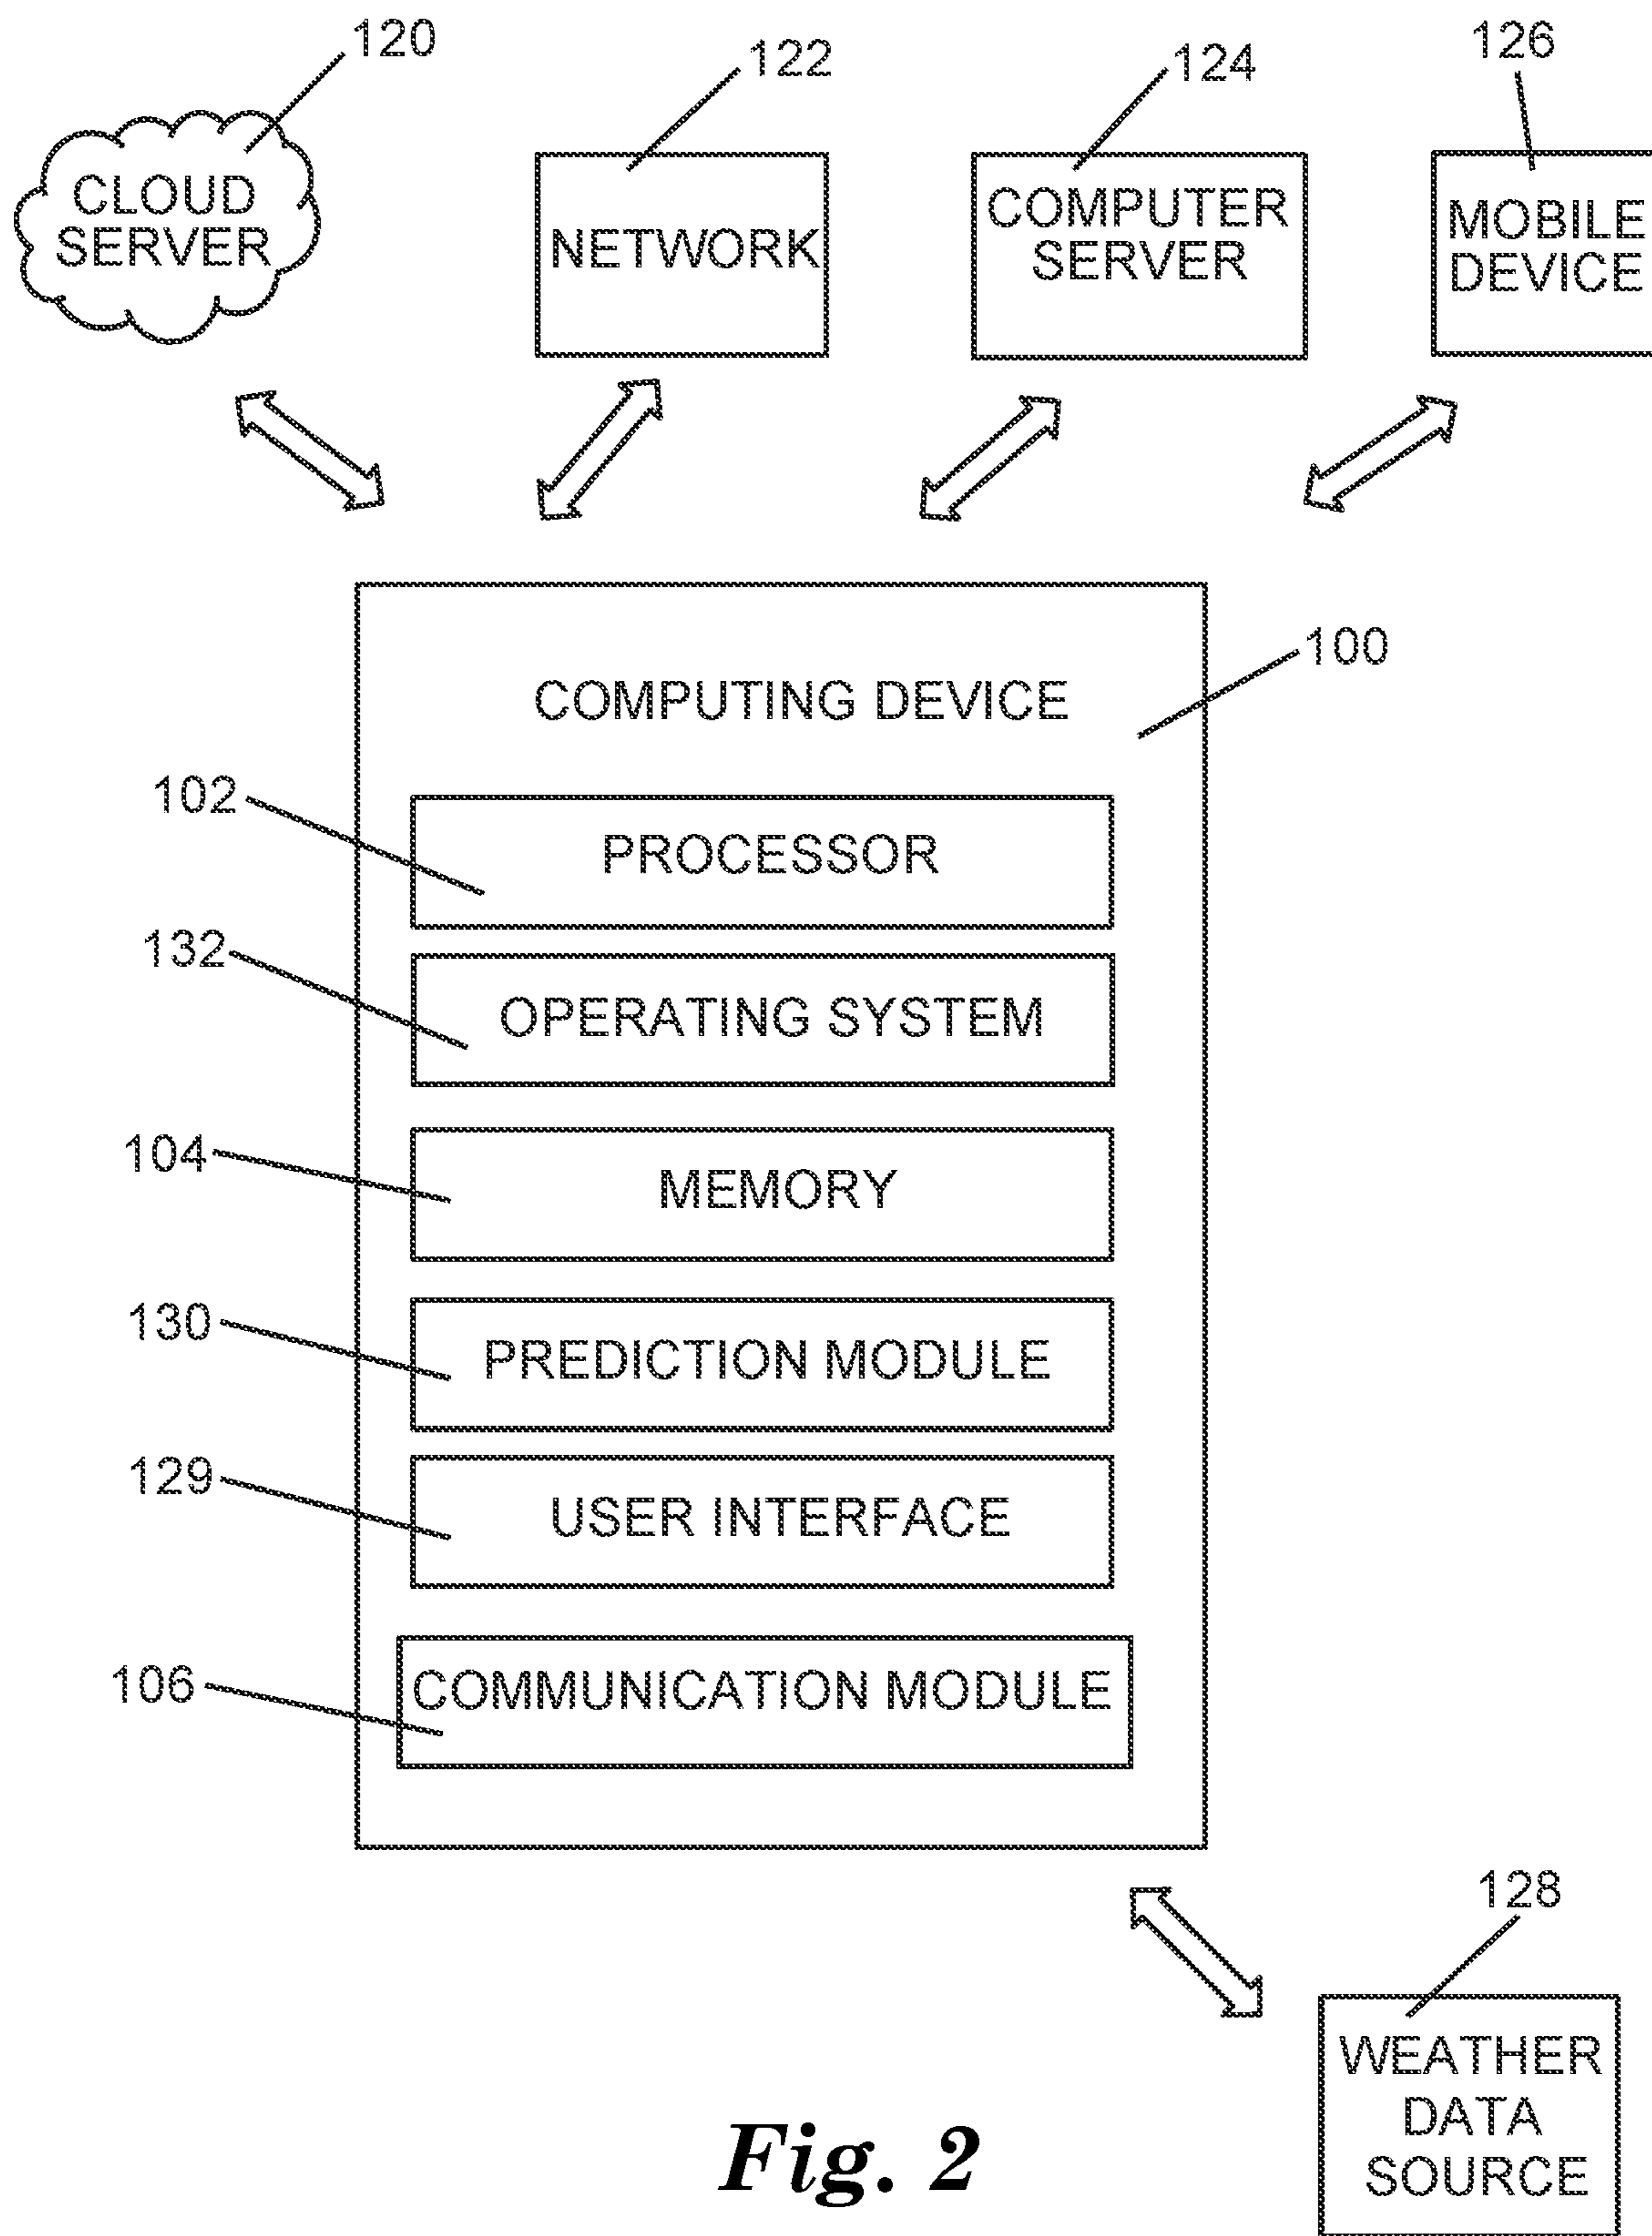 120
122
124
126
CLOUD
SERVER
NETWORK
COMPUTER
SERVER
MOBILE
DEVICE
100
COMPUTING DEVICE
102
PROCESSOR
132
OPERATING SYSTEM
104
MEMORY
130
PREDICTION MODULE
129
USER INTERFACE
106
COMMUNICATION MODULE
128
WEATHER
DATA
SOURCE
Fig. 2